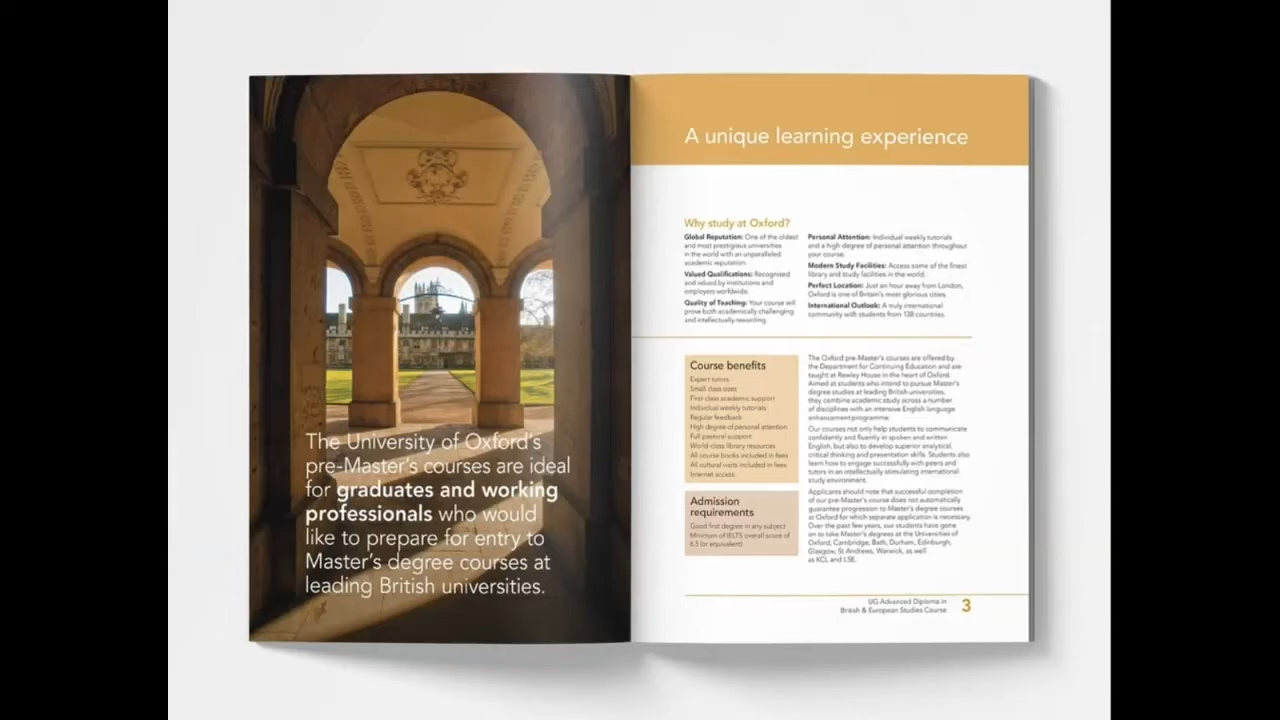 The University of Oxford's
pre-Master's courses are ideal
for graduates and working
professionals who would
like to prepare for entry to
Master's degree courses at
leading British universities.
A unique learning experience
Why study at Oxford?
Global Reputation: One of the oldest
and most prestigious universities
in the world with an unparalleled
academic reputation.
Valued Qualifications: Recognised
and valued by institutions and
employers worldwide.
Quality of Teaching: Your course will
prove both academically challenging
and intellectually rewarding.
Personal Attention: Individual weekly tutorials
and a high degree of personal attention throughout
your course.
Modern Study Facilities: Access some of the finest
library and study facilities in the world.
Perfect Location: Just an hour away from London,
Oxford is one of Britain's most glorious cities.
International Outlook: A truly international
community with students from 138 countries.
Course benefits
Expert tutors
Small class sizes
First-class academic support
Individual weekly tutorials
Regular feedback
High degree of personal attention
Full pastoral support
World-class library resources
All course books included in fees
All cultural visits included in fees
Internet access
Admission
requirements
Good first degree in any subject
Minimum of IELTS overall score of
6.5 (or equivalent)
The Oxford pre-Master's courses are offered by
the Department for Continuing Education and are
taught at Rewley House in the heart of Oxford.
Aimed at students who intend to pursue Master's
degree studies at leading British universities,
they combine academic study across a number
of disciplines with an intensive English language
enhancement programme.
Our courses not only help students to communicate
confidently and fluently in spoken and written
English, but also to develop superior analytical,
critical thinking and presentation skills. Students also
learn how to engage successfully with peers and
tutors in an intellectually stimulating international
study environment.
Applicants should note that successful completion
of our pre-Master's course does not automatically
guarantee progression to Master's degree courses
at Oxford for which separate application is necessary.
Over the past few years, our students have gone
on to take Master's degrees at the Universities of
Oxford, Cambridge, Bath, Durham, Edinburgh,
Glasgow, St Andrews, Warwick, as well
as KCL and LSE.
UG Advanced Diploma in
British & European Studies Course
3